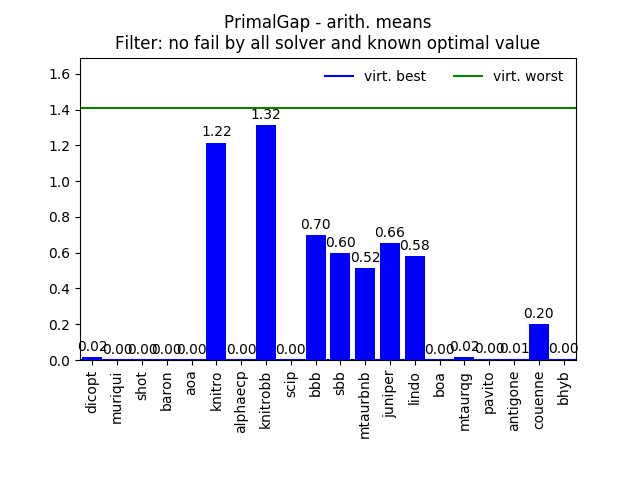 PrimalGap - arith. means
Filter: no fail by all solver and known optimal value
virt. best
virt. worst
1.6
1.4
1.2
1.0
0.8
0.6
0.4
0.2
0.0
0.02
0.00
0.00
0.00
0.00
1.22
0.00
1.32
0.00
0.70
0.60
0.52
0.66
0.58
0.00
0.02
0.00
0.01
0.20
0.00
dicopt
muriqui
shot
baron
aoa
knitro
alphaecp
knitrobb
scip
bbb
sbb
mtaurbnb
juniper
lindo
boa
mtaurqg
pavito
antigone
couenne
bhyb